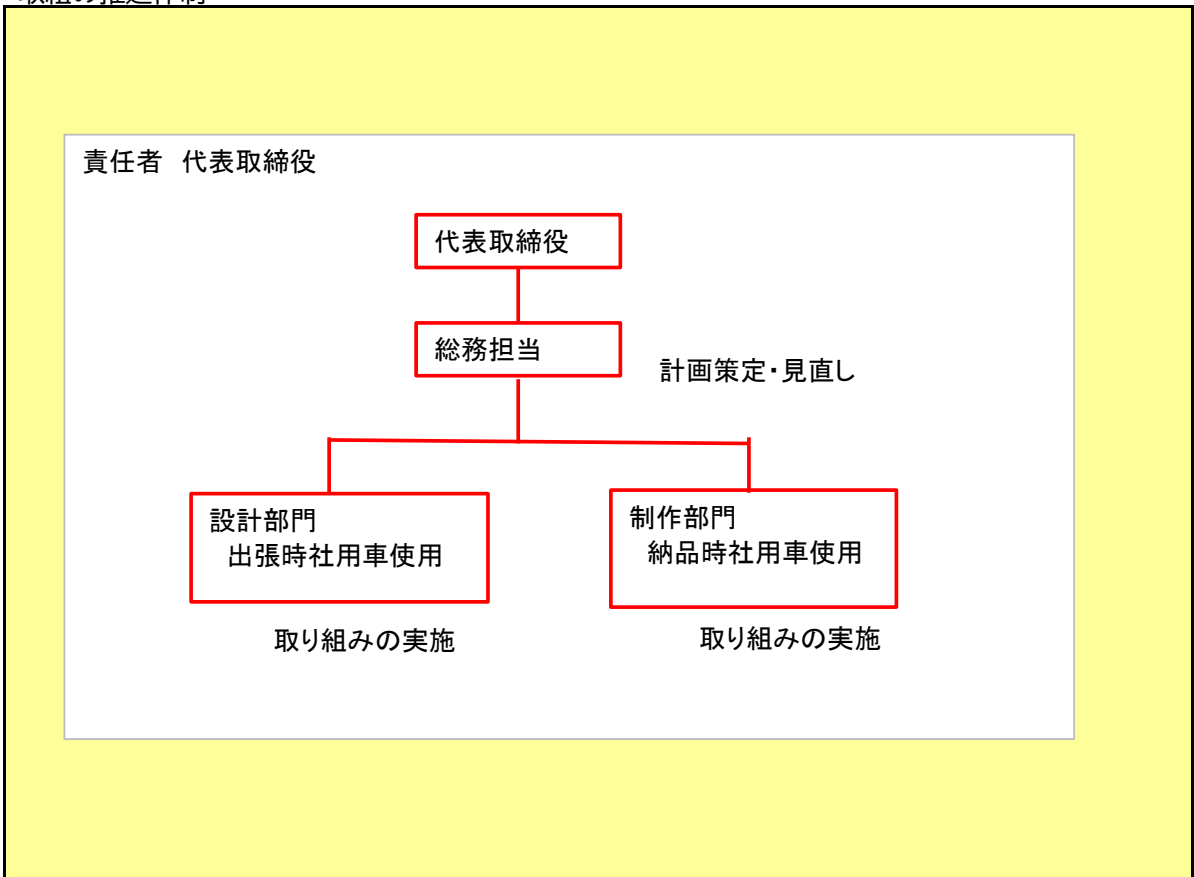 責任者 代表取締役
代表取締役
総務担当
計画策定・見直し
設計部門
出張時社用車使用
制作部門
納品時社用車使用
取り組みの実施
取り組みの実施